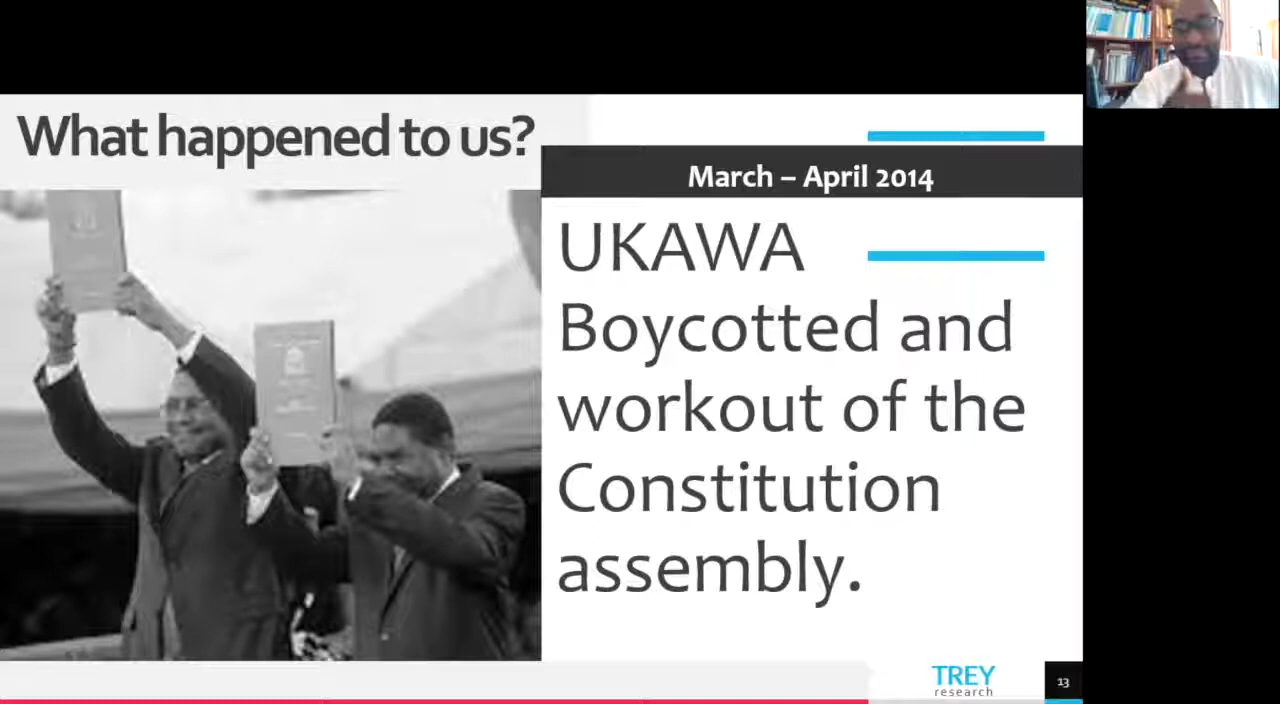 What happened to us?
March – April 2014
UKAWA
Boycotted and
workout of the
Constitution
assembly.
TREY
research
13